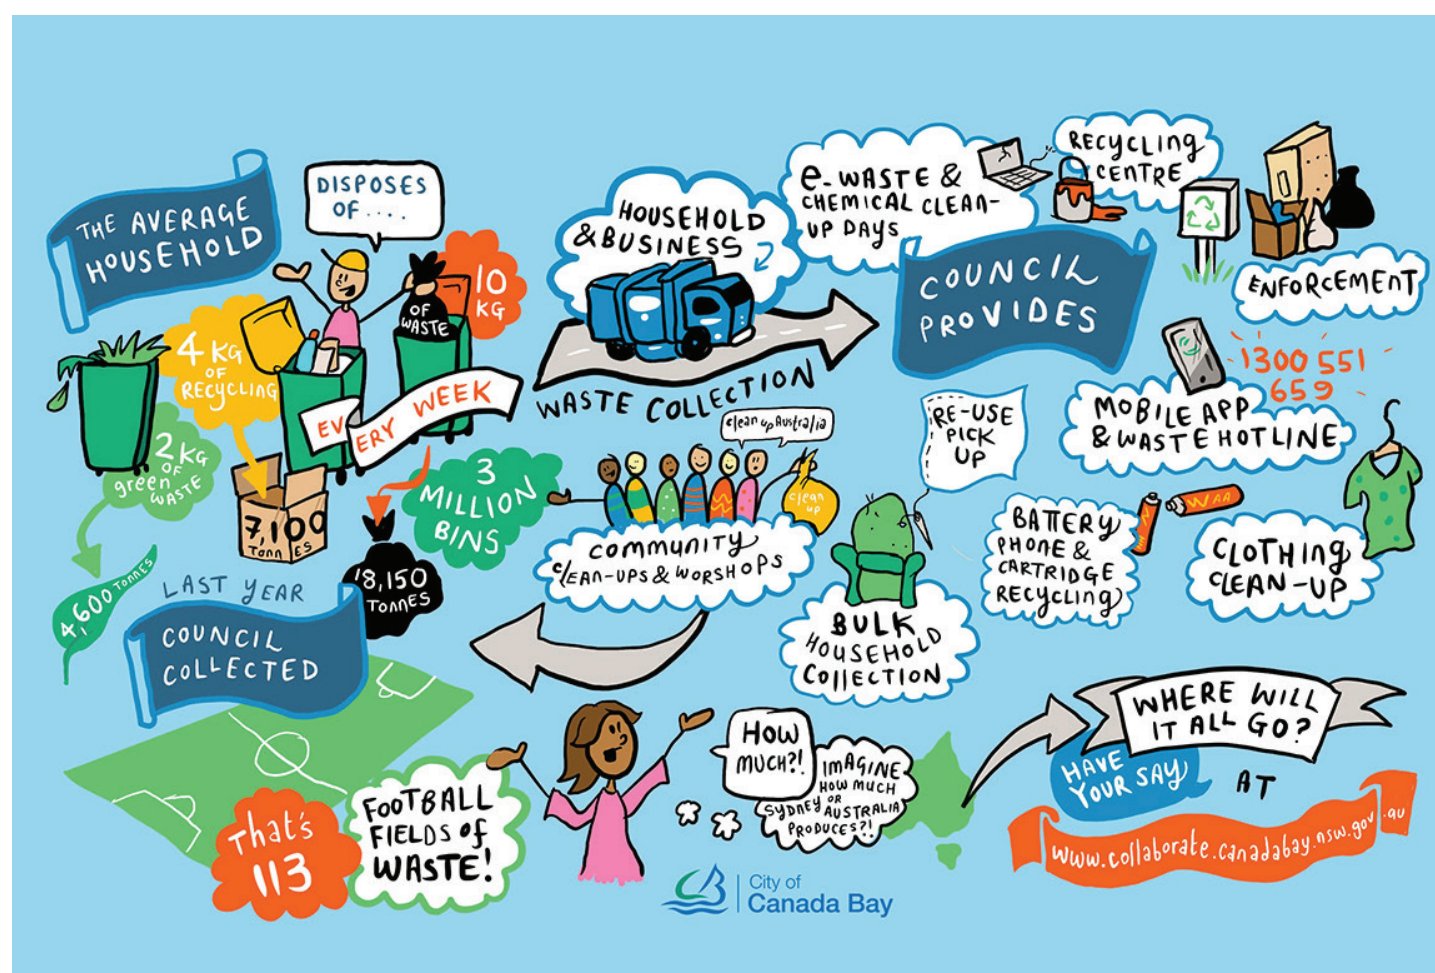 THE AVERAGE
HOUSEHOLD
DISPOSES
OF....
10
KG
OF
WASTE
4 KG
OF
RECYCLING
2 KG
OF
green
WASTE
EVERY WEEK
7,100
TONNES
3
MILLION
BINS
18,150
TONNES
4,600 TONNES
LAST YEAR
COUNCIL
COLLECTED
That's
113
FOOTBALL
FIELDS of
WASTE!
HOUSEHOLD
& BUSINESS
WASTE COLLECTION
e-WASTE &
CHEMICAL CLEAN-
UP DAYS
RECYCLING
CENTRE
COUNCIL
PROVIDES
ENFORCEMENT
1300 551
659
MOBILE APP
& WASTE HOTLINE
RE-USE
PICK
UP
clean up Australia
clean
up
COMMUNITY
CLEAN-UPS & WORSHOPS
BATTERY
PHONE &
CARTRIDGE
RECYCLING
WAA
CLOTHING
CLEAN-UP
BULK
HOUSEHOLD
COllECTION
HOW
MUCH?!
IMAGINE
HOW MUCH
SYDNEY OR
AUSTRALIA
PRODUCES?!
WHERE WILL
IT ALL GO?
HAVE
YOUR SAY
AT
www.collaborate.canadabay.nsw.gov.au
City of
Canada Bay